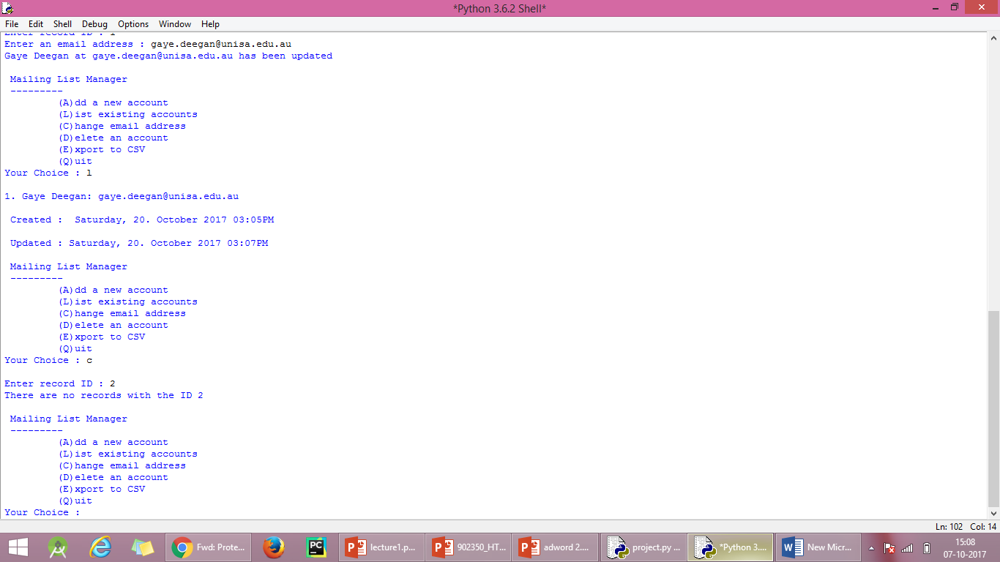 *Python 3.6.2 Shell*
File Edit Shell Debug Options Window Help
Enter record ID : 1
Enter an email address : gaye.deegan@unisa.edu.au
Gaye Deegan at gaye.deegan@unisa.edu.au has been updated
Mailing List Manager
---------
(A)dd a new account
(L)ist existing accounts
(C)hange email address
(D)elete an account
(E)xport to CSV
(Q)uit
Your Choice : l
1. Gaye Deegan: gaye.deegan@unisa.edu.au
Created :  Saturday, 20. October 2017 03:05PM
Updated : Saturday, 20. October 2017 03:07PM
Mailing List Manager
---------
(A)dd a new account
(L)ist existing accounts
(C)hange email address
(D)elete an account
(E)xport to CSV
(Q)uit
Your Choice : c
Enter record ID : 2
There are no records with the ID 2
Mailing List Manager
---------
(A)dd a new account
(L)ist existing accounts
(C)hange email address
(D)elete an account
(E)xport to CSV
(Q)uit
Your Choice :
Ln: 102 Col: 14
Fwd: Prote... PC lecture1.p... 902350_HT... adword 2.... project.py ... *Python 3.... New Micr... 15:08
07-10-2017